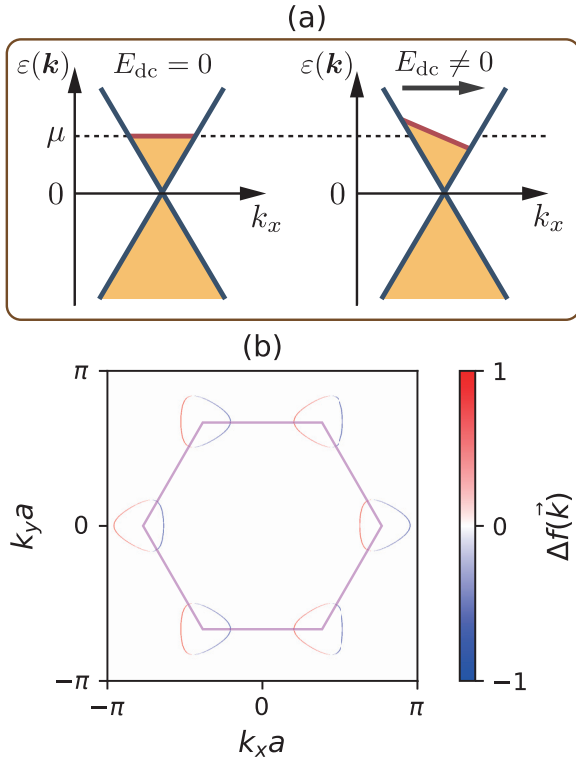 (a)
ε(k) E_dc = 0
μ
0
k_x
ε(k) E_dc ≠ 0
0
k_x
(b)
π
0
−π
k_y a
−π 0 π
k_x a
1
0
−1
Δf(k⃗)